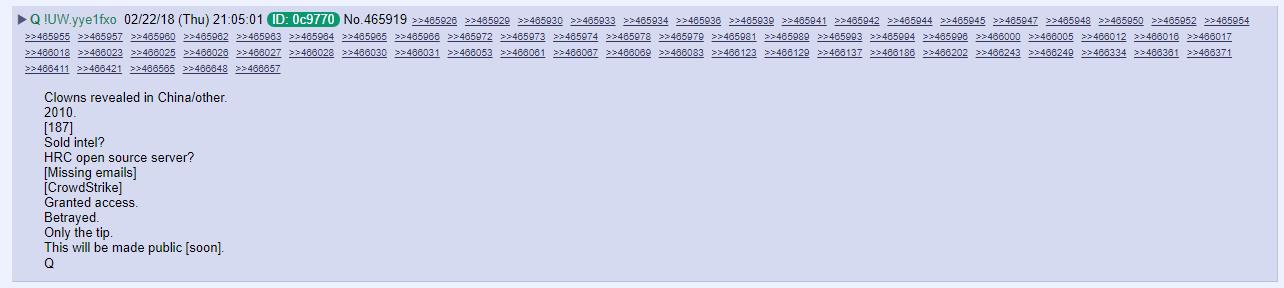 ▶ Q !UW.yye1fxo 02/22/18 (Thu) 21:05:01 ID: 0c9770 No.465919 >>465926 >>465929 >>465930 >>465933 >>465934 >>465936 >>465939 >>465941 >>465942 >>465944 >>465945 >>465947 >>465948 >>465950 >>465952 >>465954
>>465955 >>465957 >>465960 >>465962 >>465963 >>465964 >>465965 >>465966 >>465972 >>465973 >>465974 >>465978 >>465979 >>465981 >>465989 >>465993 >>465994 >>465996 >>466000 >>466005 >>466012 >>466016 >>466017
>>466018 >>466023 >>466025 >>466026 >>466027 >>466028 >>466030 >>466031 >>466053 >>466061 >>466067 >>466069 >>466083 >>466123 >>466129 >>466137 >>466186 >>466202 >>466243 >>466249 >>466334 >>466361 >>466371
>>466411 >>466421 >>466565 >>466648 >>466657
Clowns revealed in China/other.
2010.
[187]
Sold intel?
HRC open source server?
[Missing emails]
[CrowdStrike]
Granted access.
Betrayed.
Only the tip.
This will be made public [soon].
Q